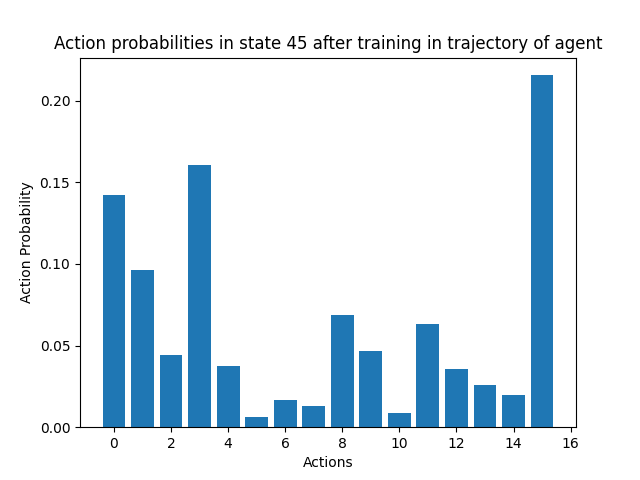 Action probabilities in state 45 after training in trajectory of agent
0.20
0.15
0.10
0.05
0.00
Action Probability
0 2 4 6 8 10 12 14 16
Actions